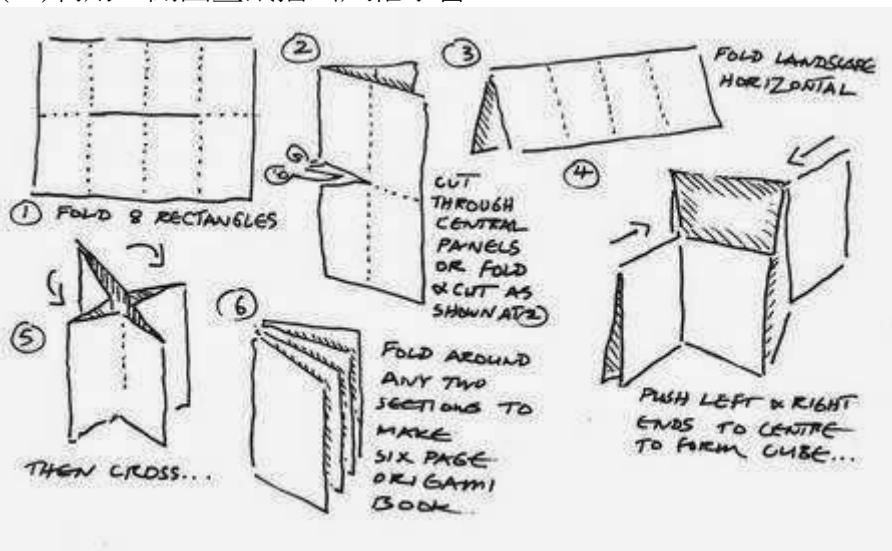 ① FOLD 8 RECTANGLES
②
CUT
THROUGH
CENTRAL
PANELS
OR FOLD
& CUT AS
SHOWN AT ②
③
FOLD LANDSCAPE
HORIZONTAL
④
PUSH LEFT & RIGHT
ENDS TO CENTRE
TO FORM CUBE...
⑤
THEN CROSS...
⑥
FOLD AROUND
ANY TWO
SECTIONS TO
MAKE
SIX PAGE
ORIGAMI
BOOK